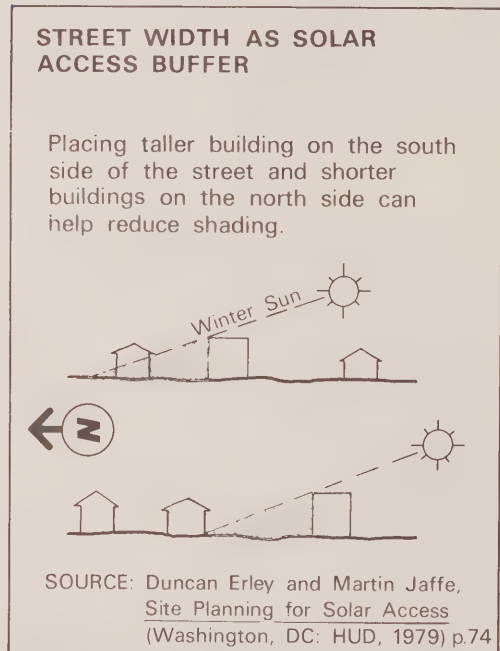 STREET WIDTH AS SOLAR
ACCESS BUFFER
Placing taller building on the south
side of the street and shorter
buildings on the north side can
help reduce shading.
Winter Sun
N
SOURCE: Duncan Erley and Martin Jaffe,
Site Planning for Solar Access
(Washington, DC: HUD, 1979) p.74